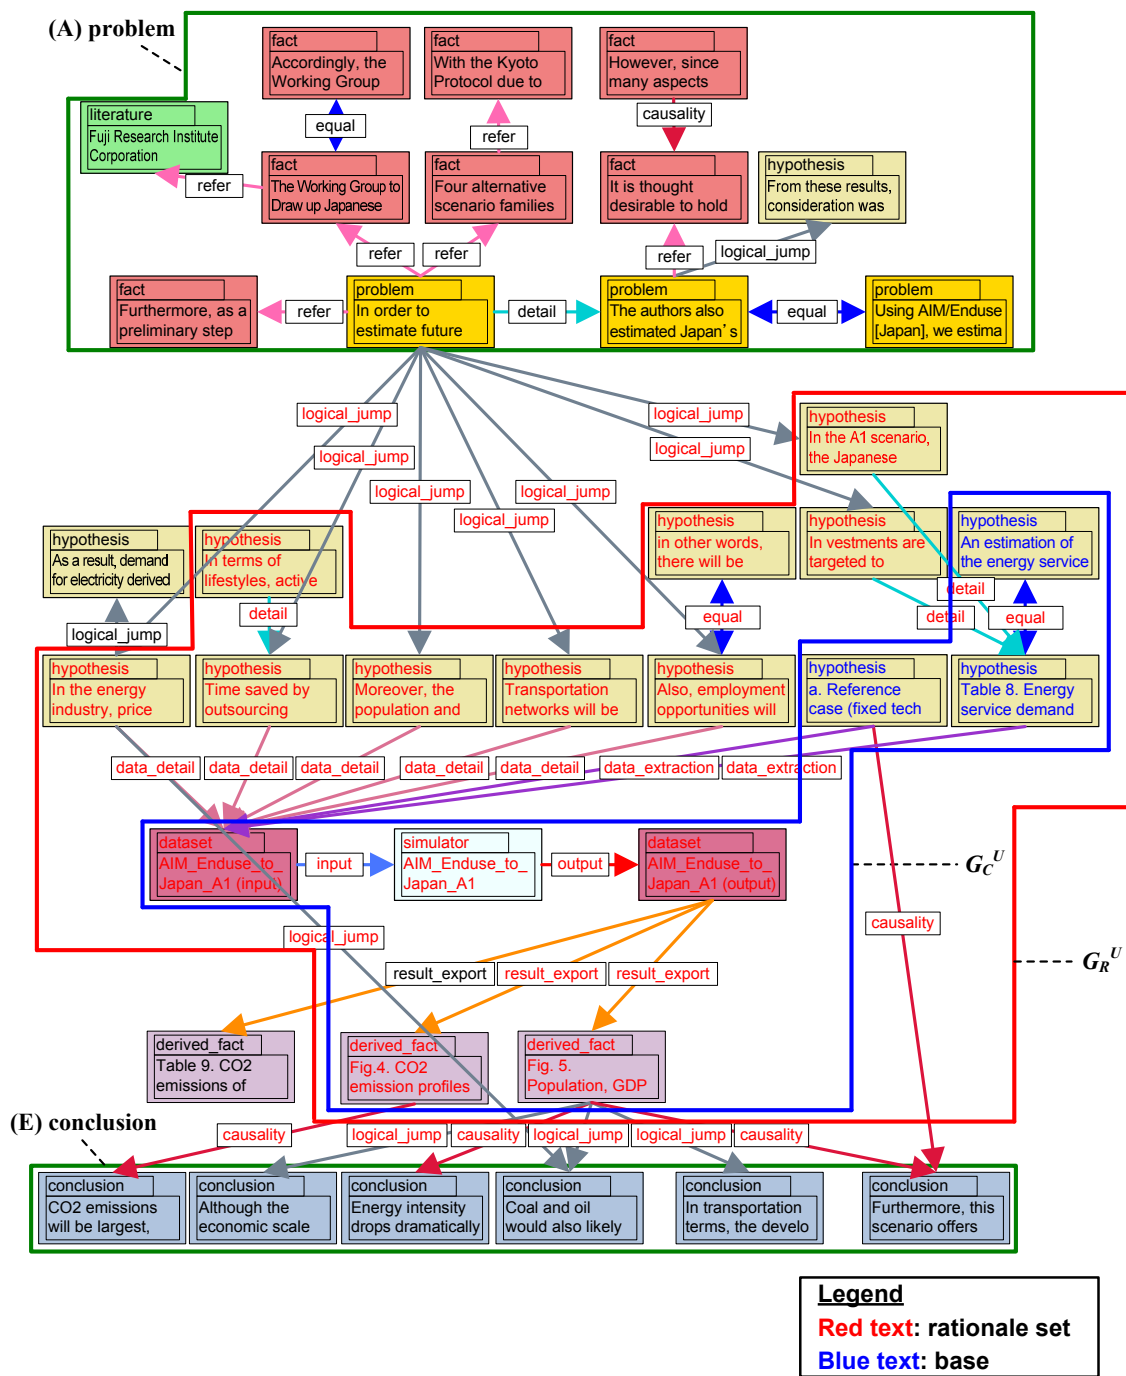 (A) problem
fact
Accordingly, the
Working Group
fact
With the Kyoto
Protocol due to
fact
However, since
many aspects
literature
Fuji Research Institute
Corporation
equal
refer
causality
refer
fact
The Working Group to
Draw up Japanese
fact
Four alternative
scenario families
fact
It is thought
desirable to hold
hypothesis
From these results,
consideration was
refer
refer
refer
logical_jump
fact
Furthermore, as a
preliminary step
refer
problem
In order to
estimate future
detail
problem
The authors also
estimated Japan's
equal
problem
Using AIM/Enduse
[Japan], we estima
logical_jump
logical_jump
logical_jump
logical_jump
logical_jump
logical_jump
logical_jump
hypothesis
In the A1 scenario,
the Japanese
hypothesis
As a result, demand
for electricity derived
hypothesis
In terms of
lifestyles, active
hypothesis
in other words,
there will be
hypothesis
In vestments are
targeted to
hypothesis
An estimation of
the energy service
logical_jump
detail
equal
detail
detail
equal
hypothesis
In the energy
industry, price
hypothesis
Time saved by
outsourcing
hypothesis
Moreover, the
population and
hypothesis
Transportation
networks will be
hypothesis
Also, employment
opportunities will
hypothesis
a. Reference
case (fixed tech
hypothesis
Table 8. Energy
service demand
data_detail
data_detail
data_detail
data_detail
data_detail
data_extraction
data_extraction
dataset
AIM_Enduse_to_
Japan_A1 (input)
input
simulator
AIM_Enduse_to_
Japan_A1
output
dataset
AIM_Enduse_to_
Japan_A1 (output)
G_C^U
logical_jump
causality
result_export
result_export
result_export
G_R^U
derived_fact
Table 9. CO2
emissions of
derived_fact
Fig.4. CO2
emission profiles
derived_fact
Fig. 5.
Population, GDP
(E) conclusion
causality
logical_jump
causality
logical_jump
logical_jump
causality
conclusion
CO2 emissions
will be largest,
conclusion
Although the
economic scale
conclusion
Energy intensity
drops dramatically
conclusion
Coal and oil
would also likely
conclusion
In transportation
terms, the develo
conclusion
Furthermore, this
scenario offers
Legend
Red text: rationale set
Blue text: base